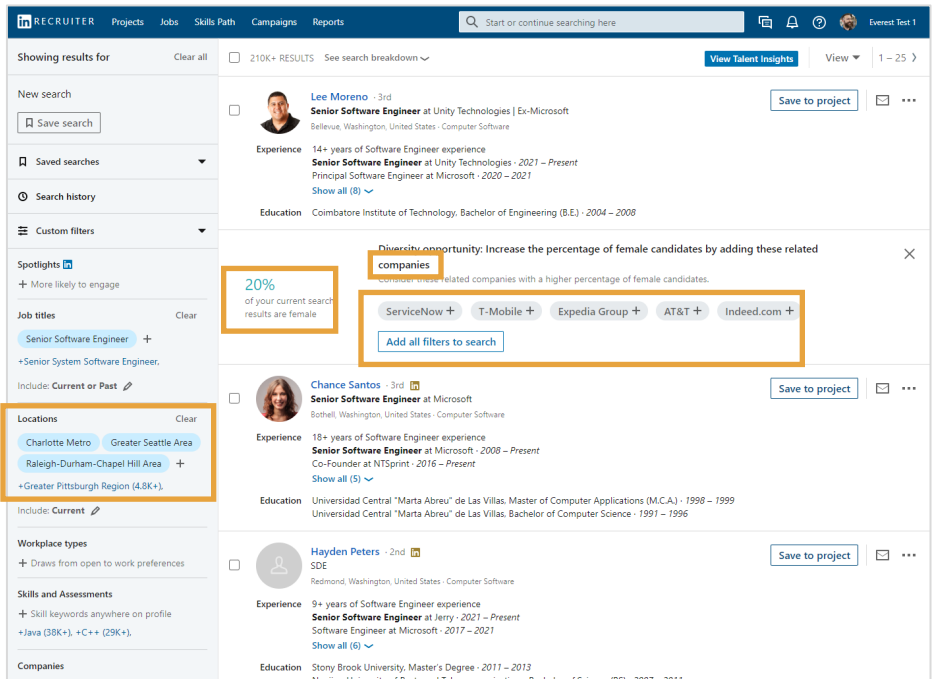 in RECRUITER Projects Jobs Skills Path Campaigns Reports Start or continue searching here Everest Test 1
Showing results for Clear all
New search
Save search
Saved searches
Search history
Custom filters
Spotlights in
+ More likely to engage
Job titles Clear
Senior Software Engineer +
+Senior System Software Engineer,
Include: Current or Past
Locations Clear
Charlotte Metro Greater Seattle Area
Raleigh-Durham-Chapel Hill Area +
+Greater Pittsburgh Region (4.8K+),
Include: Current
Workplace types
+ Draws from open to work preferences
Skills and Assessments
+ Skill keywords anywhere on profile
+Java (38K+), +C++ (29K+),
Companies
210K+ RESULTS See search breakdown View Talent Insights View 1 – 25
Lee Moreno · 3rd
Save to project
Senior Software Engineer at Unity Technologies | Ex-Microsoft
Bellevue, Washington, United States · Computer Software
Experience 14+ years of Software Engineer experience
Senior Software Engineer at Unity Technologies · 2021 – Present
Principal Software Engineer at Microsoft · 2020 – 2021
Show all (8)
Education Coimbatore Institute of Technology, Bachelor of Engineering (B.E.) · 2004 – 2008
20%
of your current search
results are female
Diversity opportunity: Increase the percentage of female candidates by adding these related
companies
Consider these related companies with a higher percentage of female candidates.
ServiceNow + T-Mobile + Expedia Group + AT&T + Indeed.com +
Add all filters to search
Chance Santos · 3rd in
Save to project
Senior Software Engineer at Microsoft
Bothell, Washington, United States · Computer Software
Experience 18+ years of Software Engineer experience
Senior Software Engineer at Microsoft · 2008 – Present
Co-Founder at NTSprint · 2016 – Present
Show all (5)
Education Universidad Central "Marta Abreu" de Las Villas, Master of Computer Applications (M.C.A.) · 1998 – 1999
Universidad Central "Marta Abreu" de Las Villas, Bachelor of Computer Science · 1991 – 1996
Hayden Peters · 2nd in
Save to project
SDE
Redmond, Washington, United States · Computer Software
Experience 9+ years of Software Engineer experience
Senior Software Engineer at Jerry · 2021 – Present
Software Engineer at Microsoft · 2017 – 2021
Show all (6)
Education Stony Brook University, Master's Degree · 2011 – 2013